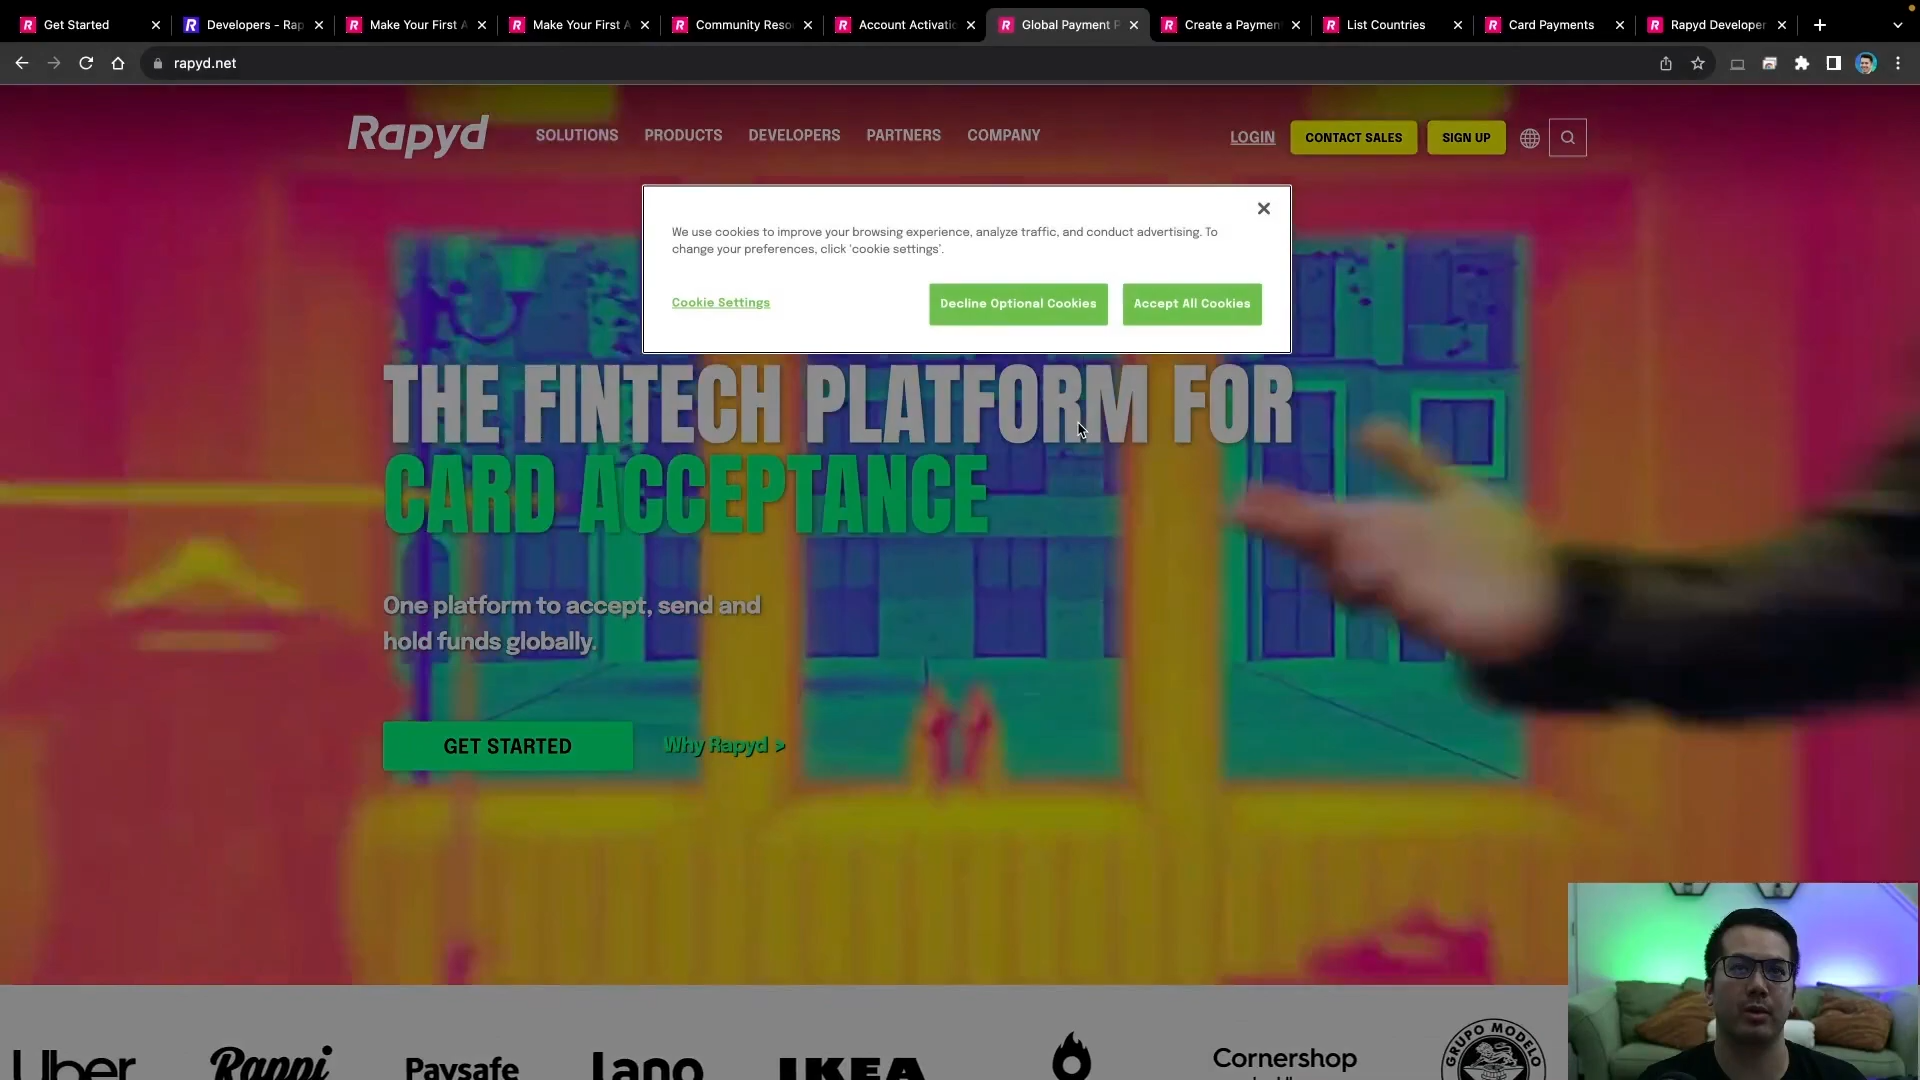 Get Started
Developers - Rap
Make Your First A
Make Your First A
Community Reso
Account Activati
Global Payment P
Create a Paymen
List Countries
Card Payments
Rapyd Developer
rapyd.net
Rapyd
SOLUTIONS
PRODUCTS
DEVELOPERS
PARTNERS
COMPANY
LOGIN
CONTACT SALES
SIGN UP
We use cookies to improve your browsing experience, analyze traffic, and conduct advertising. To
change your preferences, click 'cookie settings'.
Cookie Settings
Decline Optional Cookies
Accept All Cookies
THE FINTECH PLATFORM FOR
CARD ACCEPTANCE
One platform to accept, send and
hold funds globally.
GET STARTED
Why Rapyd >
Uber
Rappi
Paysafe
Lano
IKEA
Cornershop
GRUPO MODELO